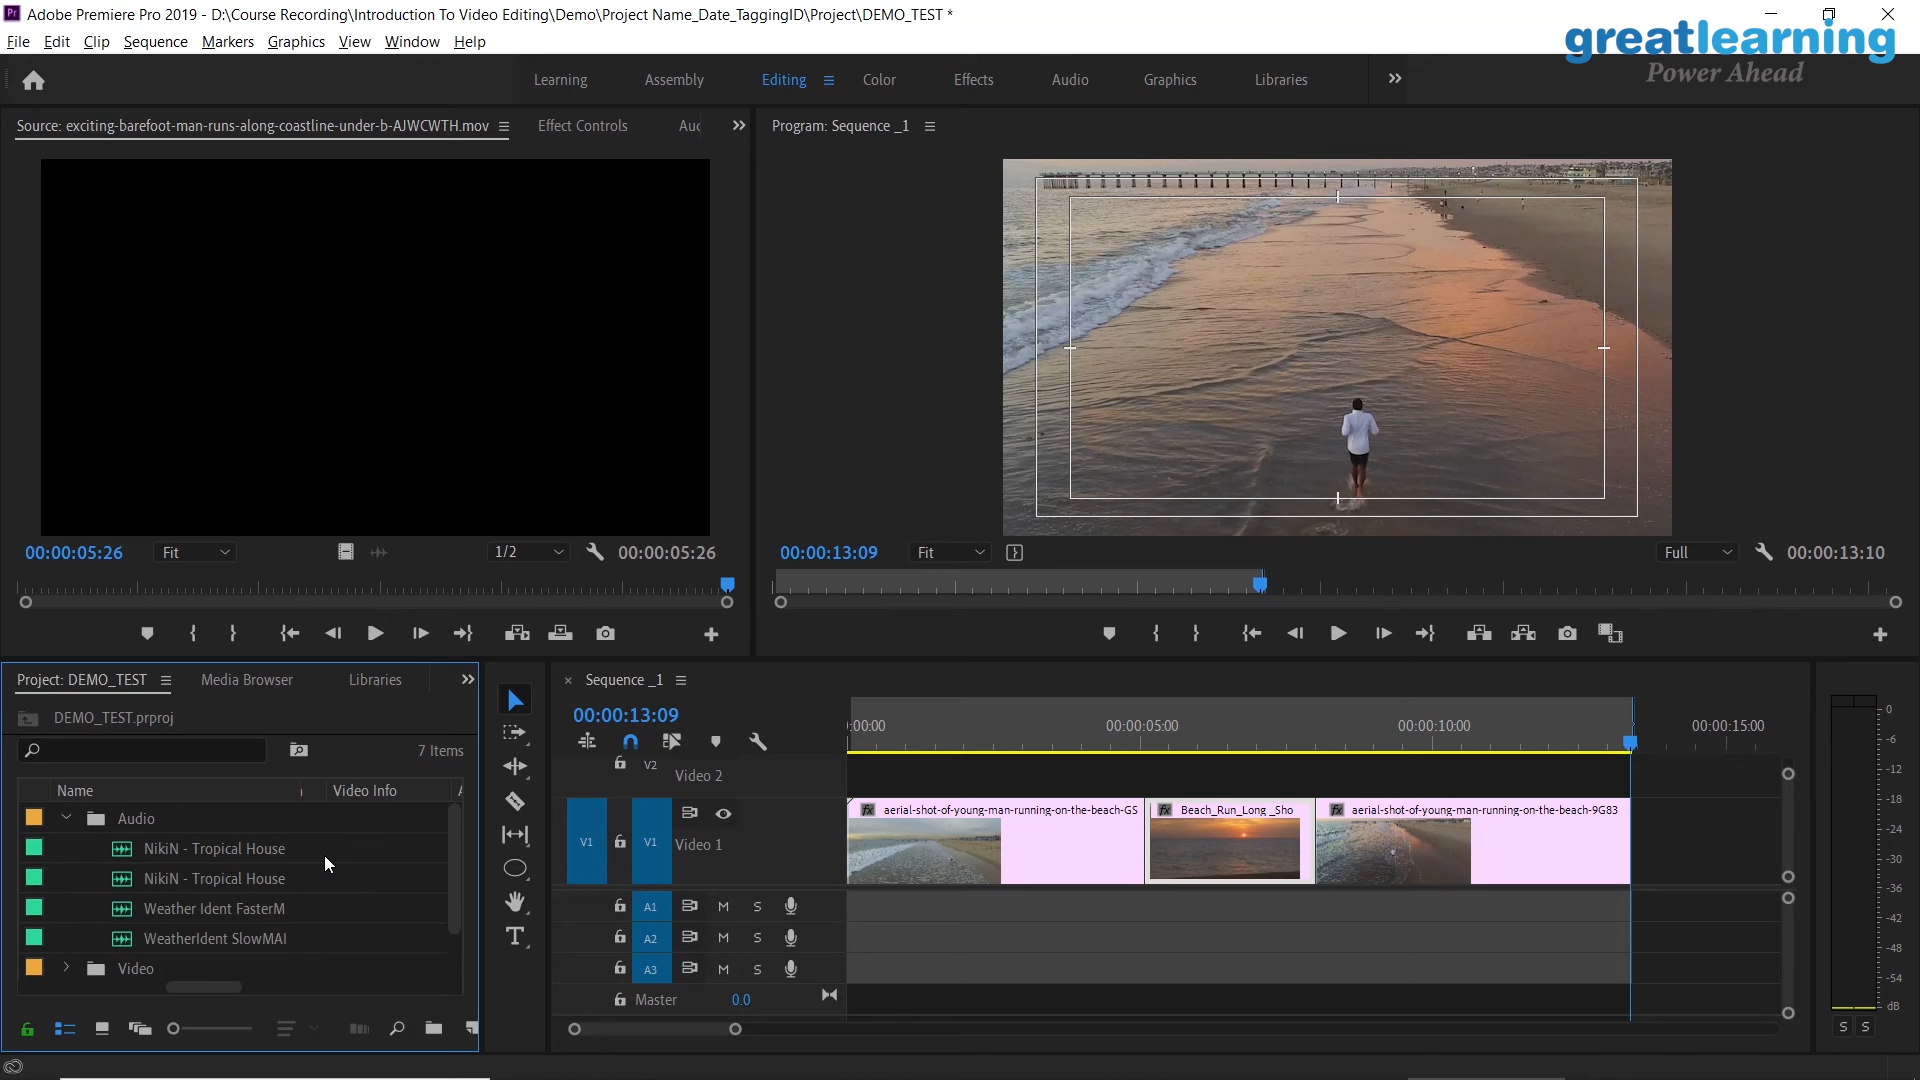 Adobe Premiere Pro 2019 - D:\Course Recording\Introduction To Video Editing\Demo\Project Name_Date_TaggingID\Project\DEMO_TEST *
File Edit Clip Sequence Markers Graphics View Window Help
greatlearning
Power Ahead
Learning Assembly Editing Color Effects Audio Graphics Libraries
Source: exciting-barefoot-man-runs-along-coastline-under-b-AJWCWTH.mov Effect Controls Auc
Program: Sequence _1
00:00:05:26 Fit 1/2 00:00:05:26
00:00:13:09 Fit Full 00:00:13:10
Project: DEMO_TEST Media Browser Libraries
DEMO_TEST.prproj
7 Items
Name Video Info
Audio
NikiN - Tropical House
NikiN - Tropical House
Weather Ident FasterM
WeatherIdent SlowMAI
Video
Sequence _1
00:00:13:09
:00:00 00:00:05:00 00:00:10:00 00:00:15:00
V2 Video 2
V1 V1 Video 1
fx aerial-shot-of-young-man-running-on-the-beach-GS
fx Beach_Run_Long _Sho
fx aerial-shot-of-young-man-running-on-the-beach-9G83
A1 M S
A2 M S
A3 M S
Master 0.0
0
-6
-12
-18
-24
-30
-36
-42
-48
-54
dB
S S